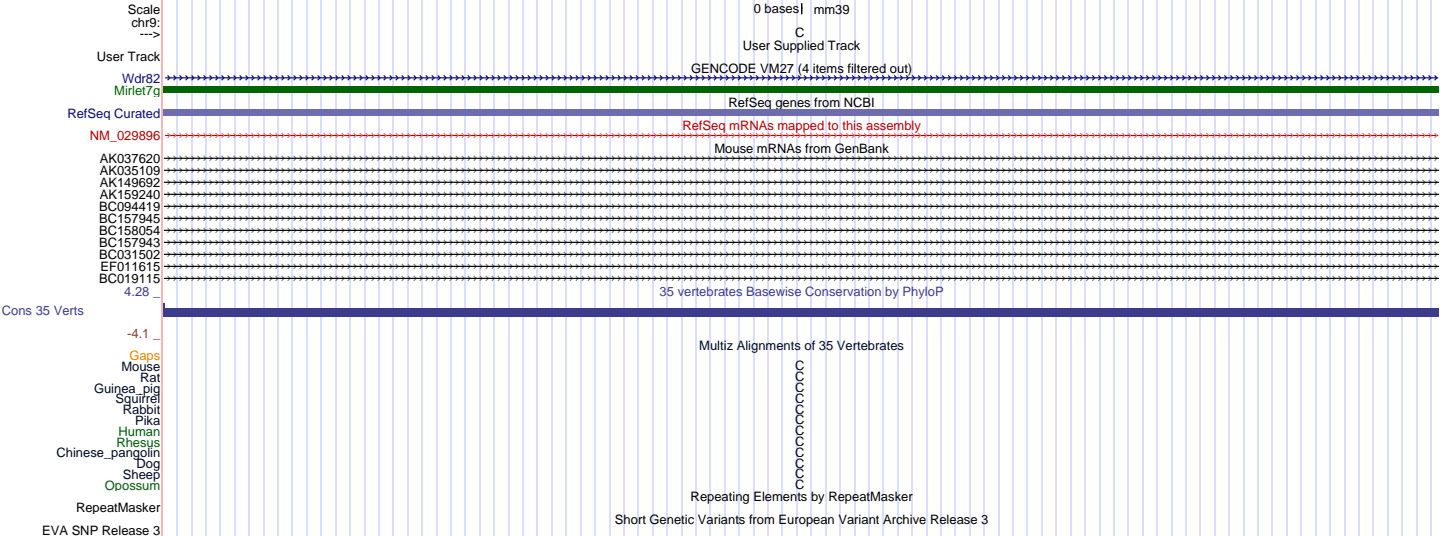 Scale 0 bases mm39
chr9:
---> C
User Supplied Track
User Track
GENCODE VM27 (4 items filtered out)
Wdr82
Mirlet7g
RefSeq genes from NCBI
RefSeq Curated
RefSeq mRNAs mapped to this assembly
NM_029896
Mouse mRNAs from GenBank
AK037620
AK035109
AK149692
AK159240
BC094419
BC157945
BC158054
BC157943
BC031502
EF011615
BC019115
4.28 _ 35 vertebrates Basewise Conservation by PhyloP
Cons 35 Verts
-4.1 _
Multiz Alignments of 35 Vertebrates
Gaps
Mouse C
Rat C
Guinea_pig C
Squirrel C
Rabbit C
Pika C
Human C
Rhesus C
Chinese_pangolin C
Dog C
Sheep C
Opossum C
Repeating Elements by RepeatMasker
RepeatMasker
Short Genetic Variants from European Variant Archive Release 3
EVA SNP Release 3